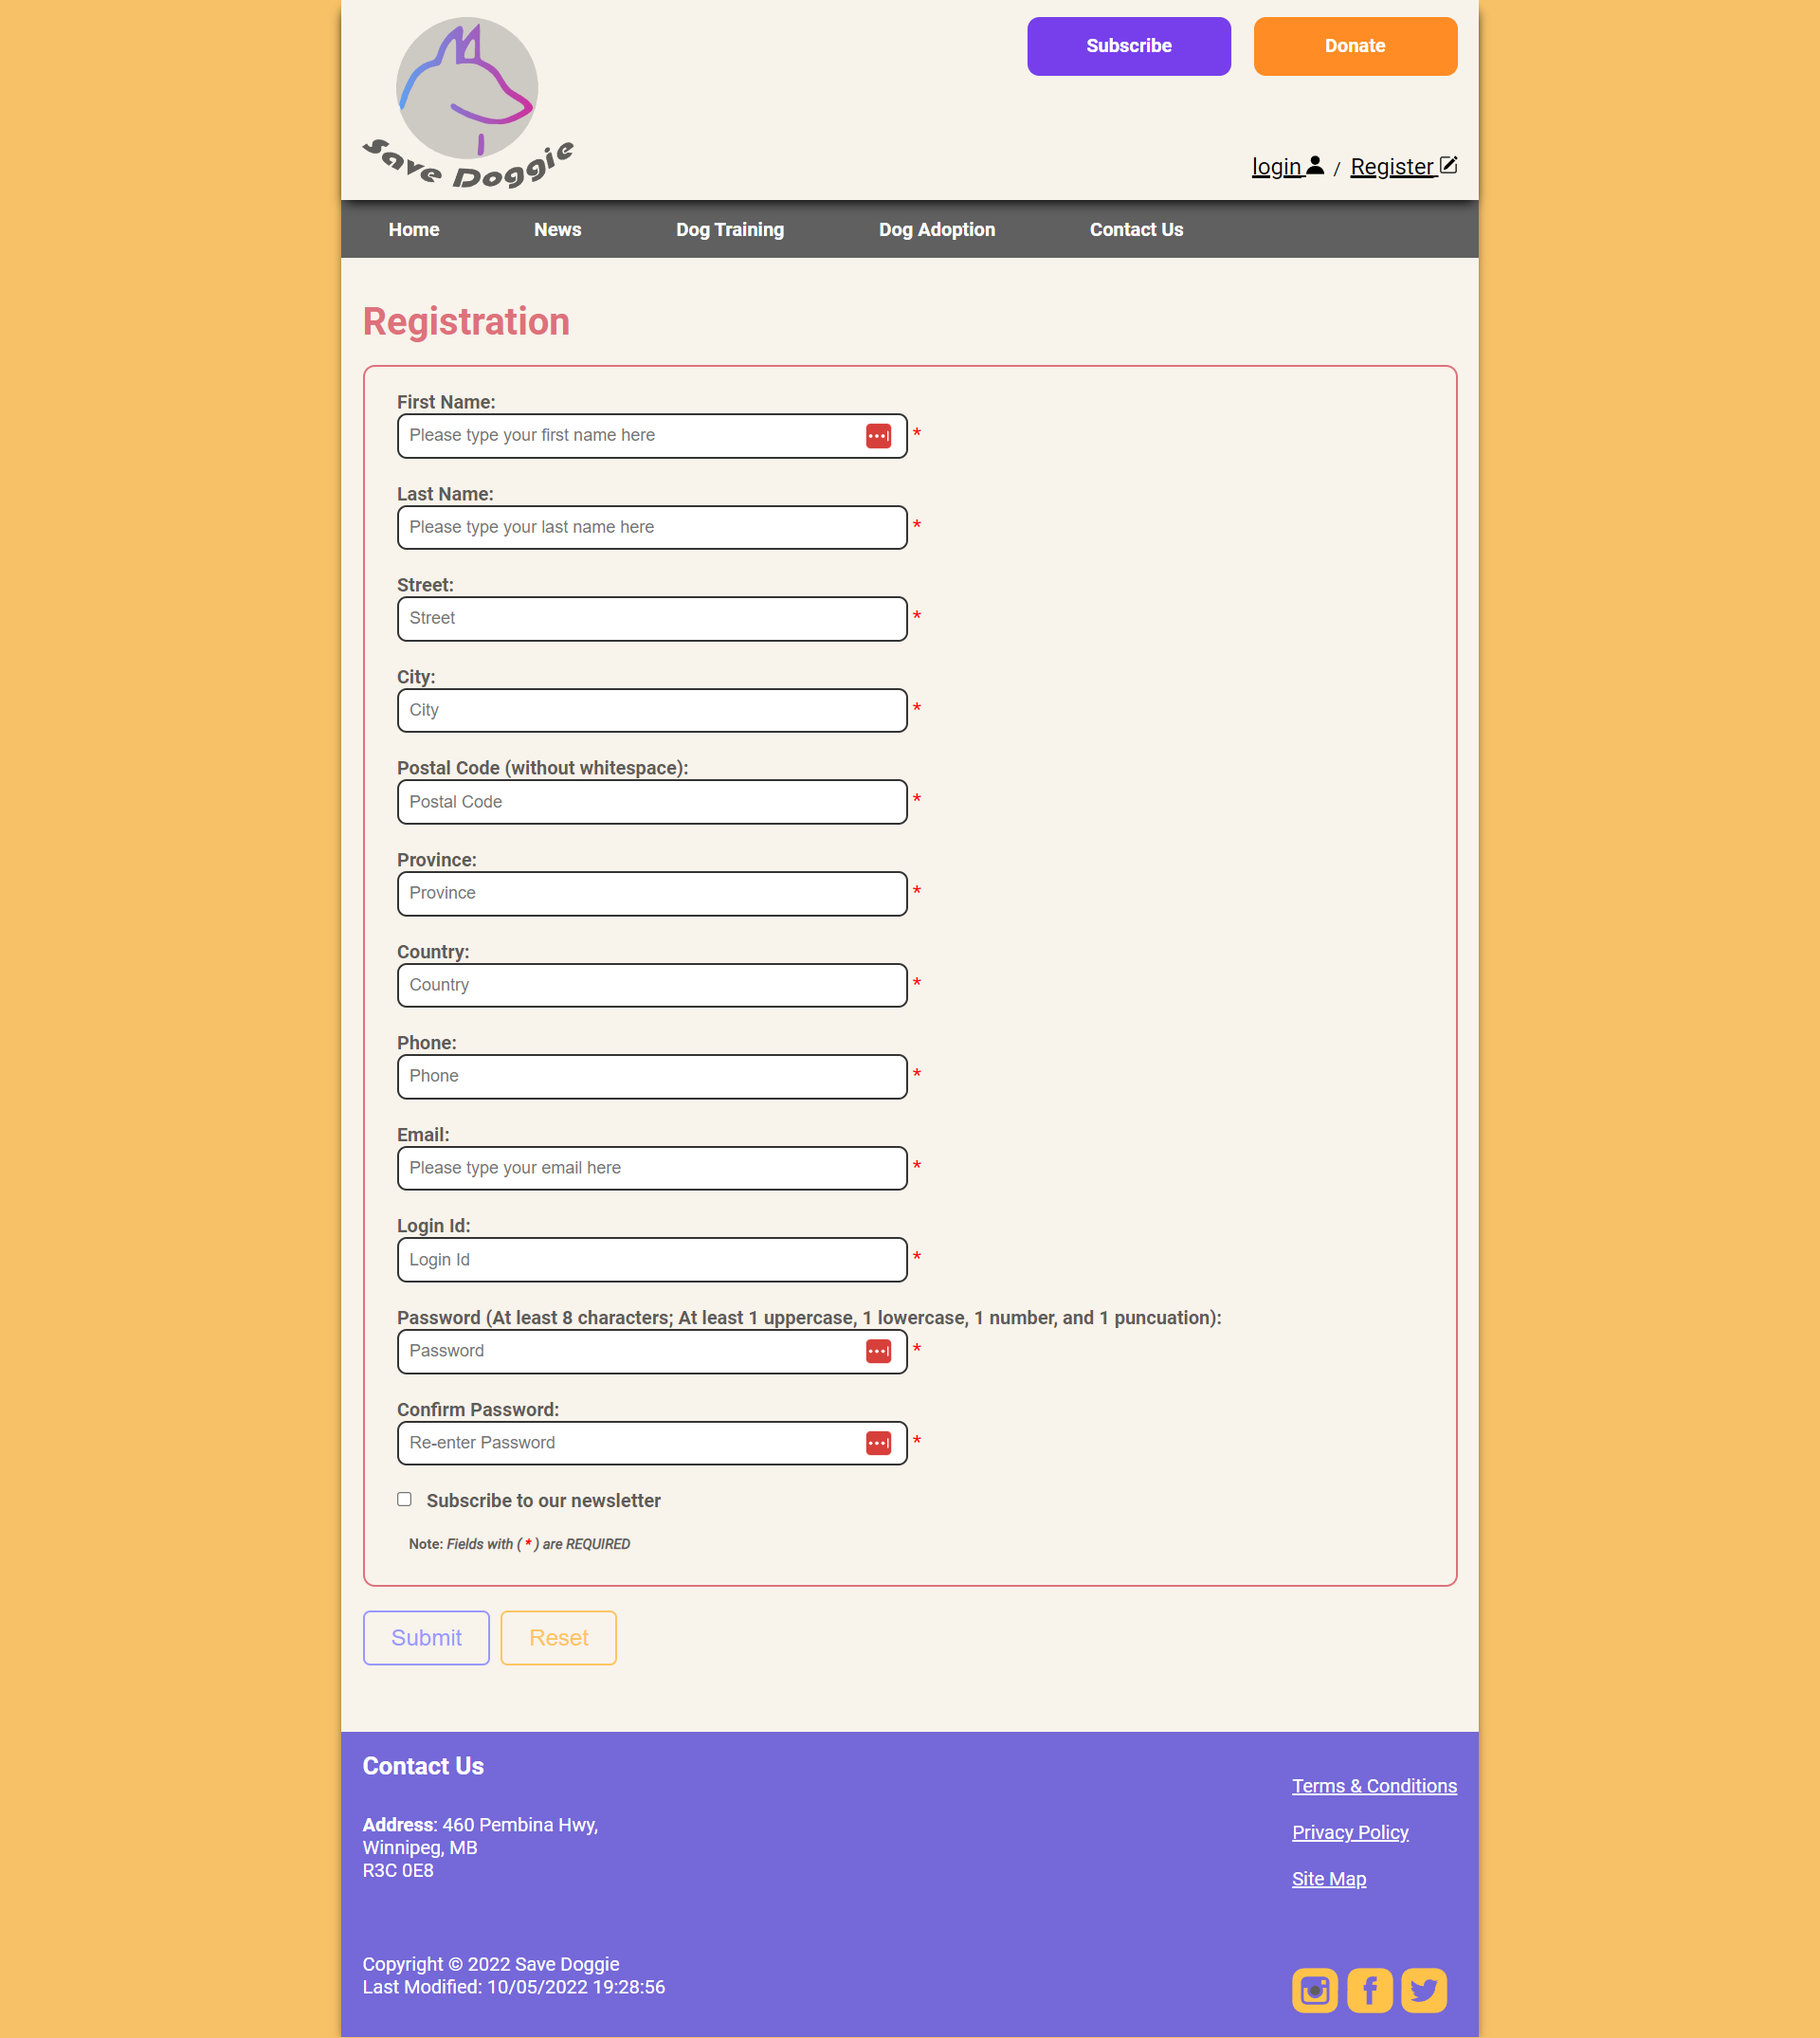 Save Doggie
Subscribe
Donate
login / Register
Home News Dog Training Dog Adoption Contact Us
Registration
First Name:
Please type your first name here *
Last Name:
Please type your last name here *
Street:
Street *
City:
City *
Postal Code (without whitespace):
Postal Code *
Province:
Province *
Country:
Country *
Phone:
Phone *
Email:
Please type your email here *
Login Id:
Login Id *
Password (At least 8 characters; At least 1 uppercase, 1 lowercase, 1 number, and 1 puncuation):
Password *
Confirm Password:
Re-enter Password *
Subscribe to our newsletter
Note: Fields with ( * ) are REQUIRED
Submit Reset
Contact Us
Address: 460 Pembina Hwy,
Winnipeg, MB
R3C 0E8
Terms & Conditions
Privacy Policy
Site Map
Copyright © 2022 Save Doggie
Last Modified: 10/05/2022 19:28:56